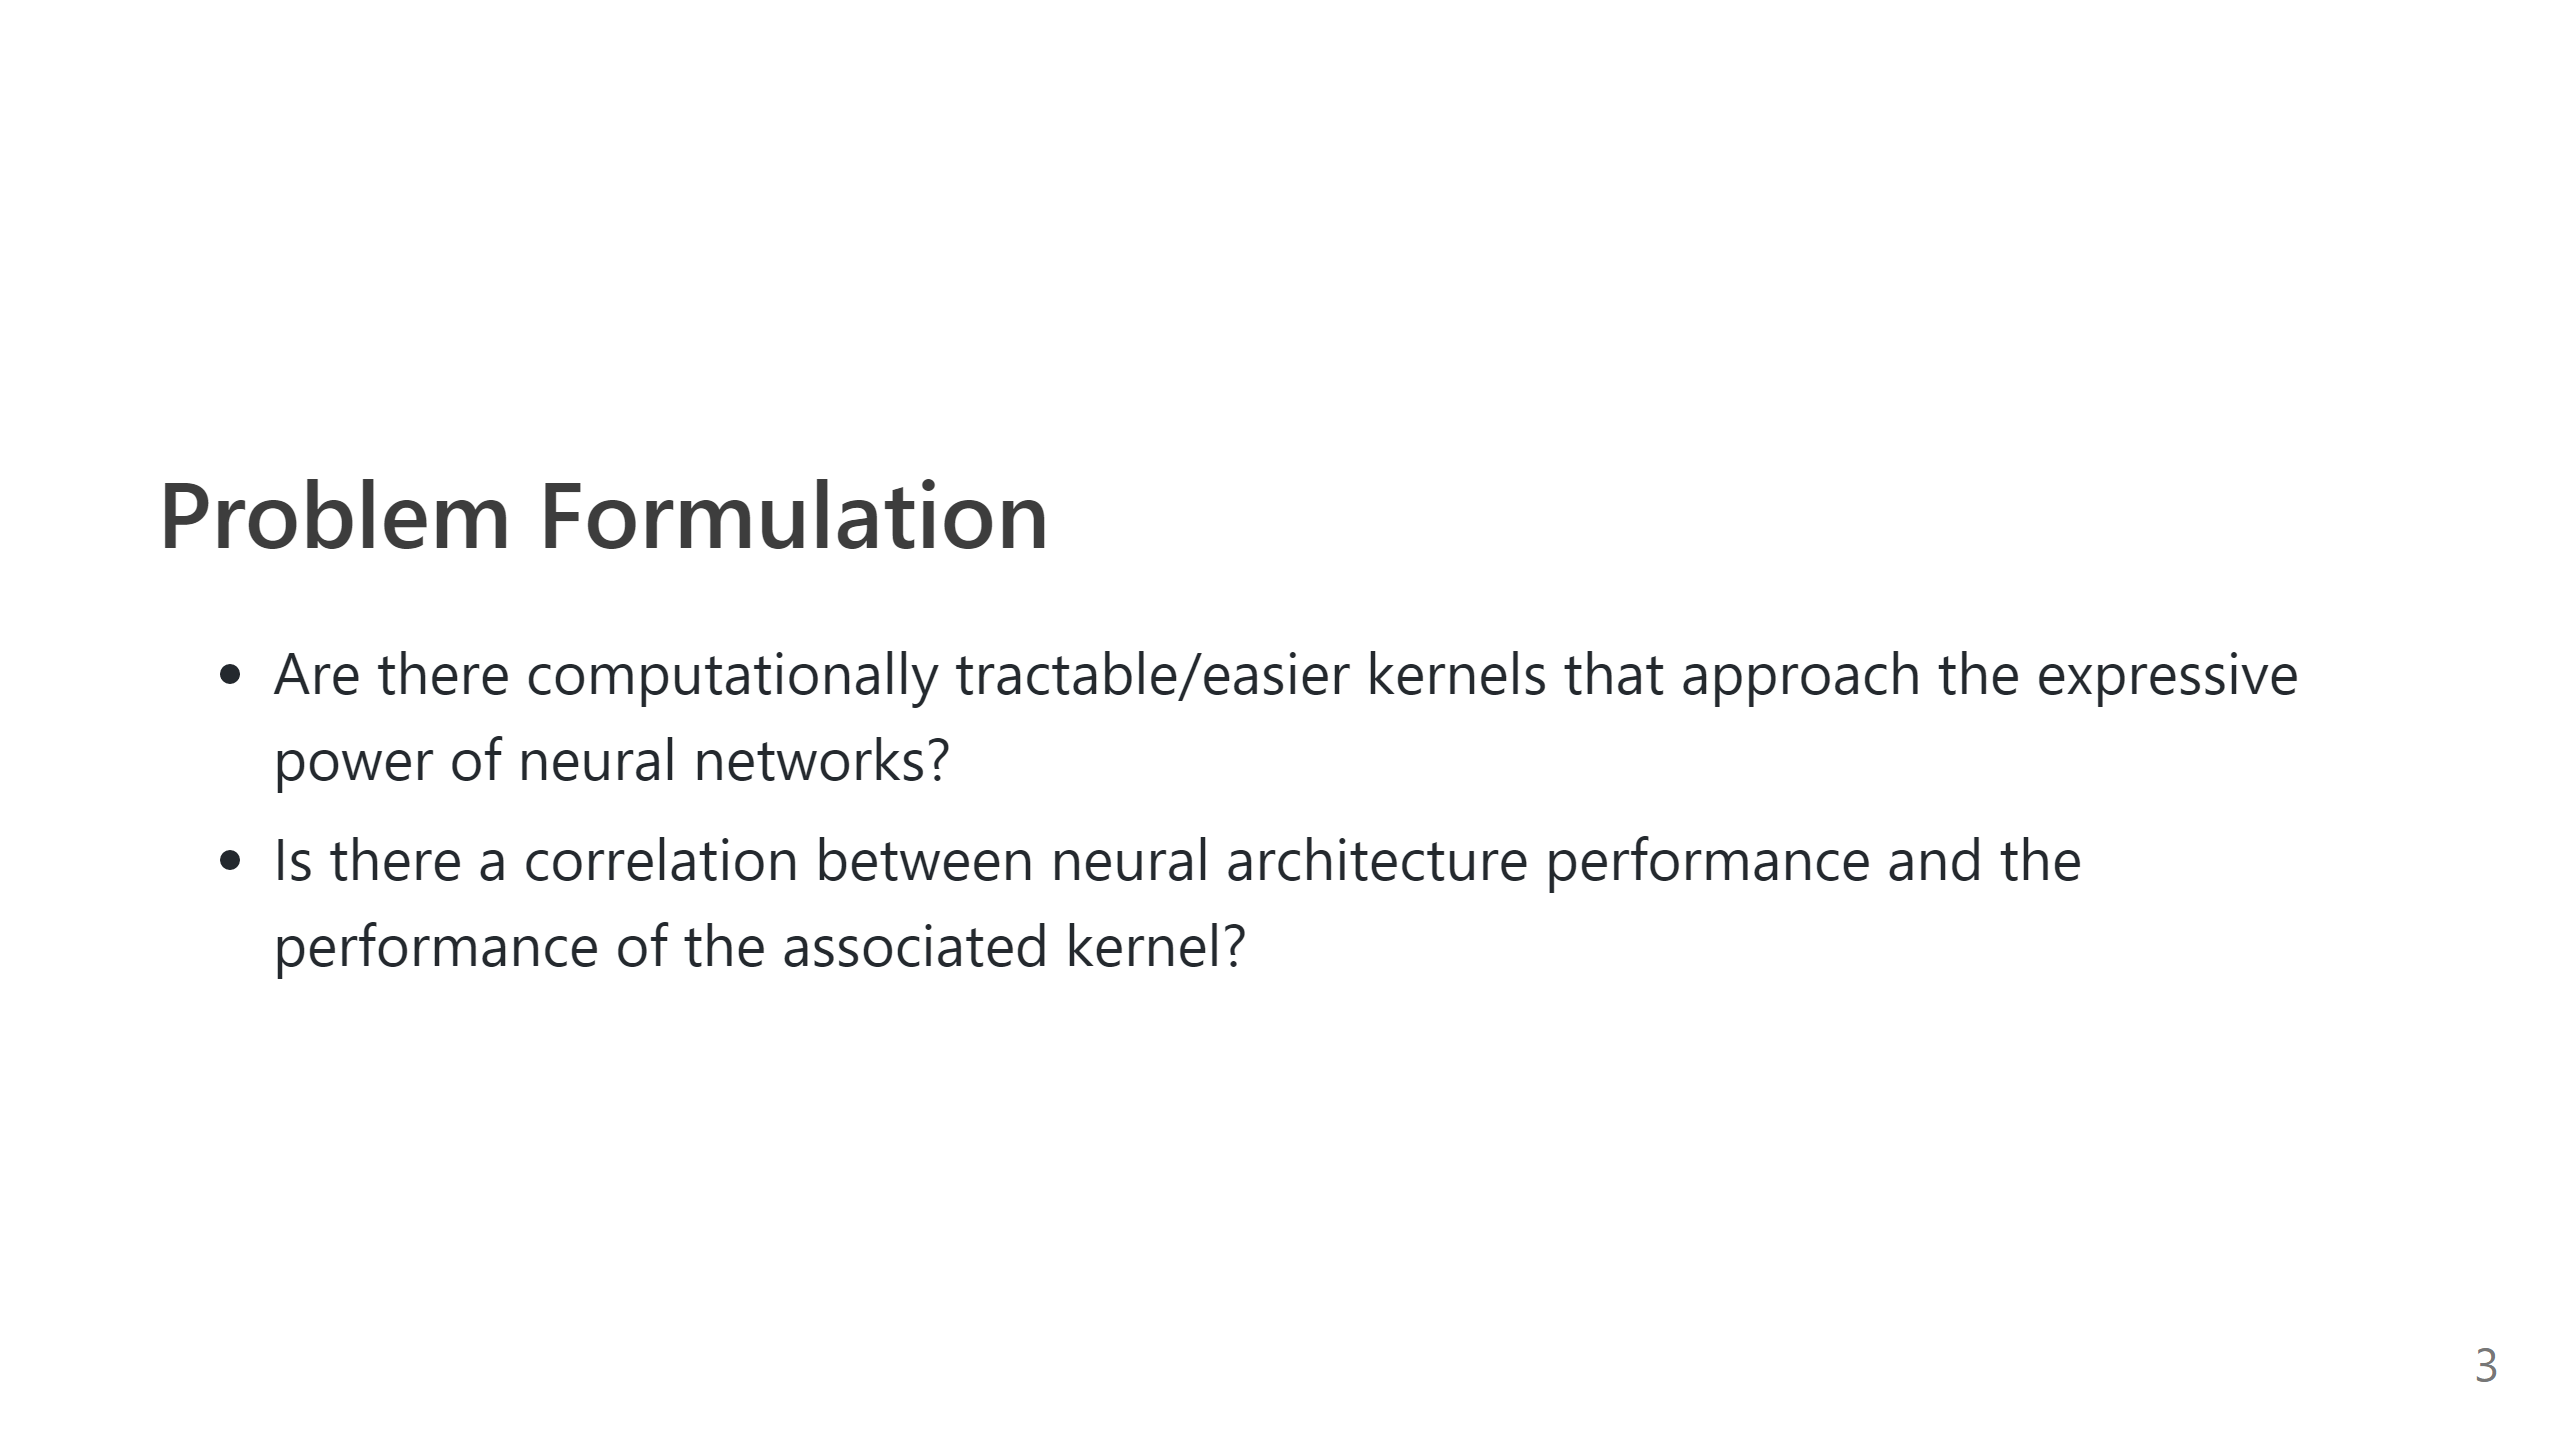 Problem Formulation
• Are there computationally tractable/easier kernels that approach the expressive
power of neural networks?
• Is there a correlation between neural architecture performance and the
performance of the associated kernel?
3